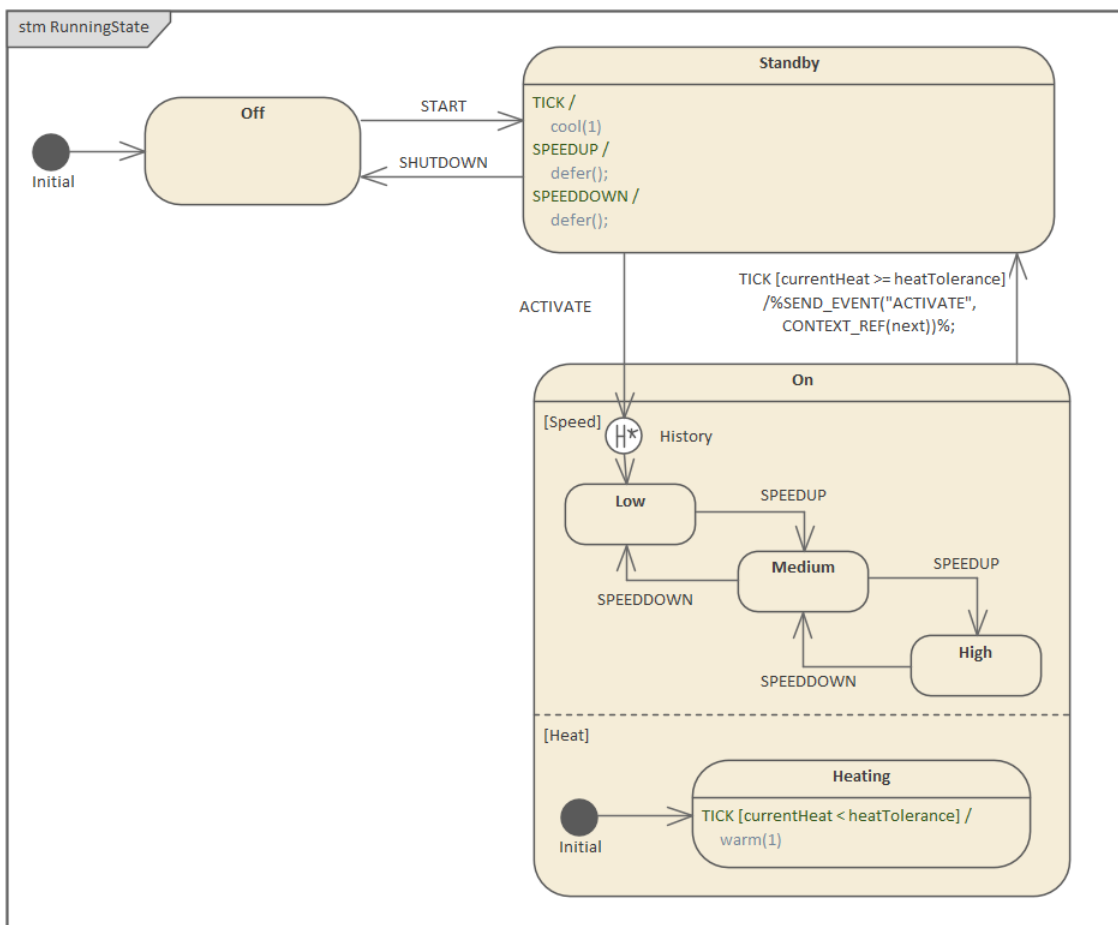 stm RunningState
Standby
TICK /
cool(1)
SPEEDUP /
defer();
SPEEDDOWN /
defer();
Off
START
SHUTDOWN
Initial
ACTIVATE
TICK [currentHeat >= heatTolerance]
/%SEND_EVENT("ACTIVATE",
CONTEXT_REF(next))%;
On
[Speed]
H*
History
Low
SPEEDUP
Medium
SPEEDUP
SPEEDDOWN
High
SPEEDDOWN
[Heat]
Heating
TICK [currentHeat < heatTolerance] /
warm(1)
Initial